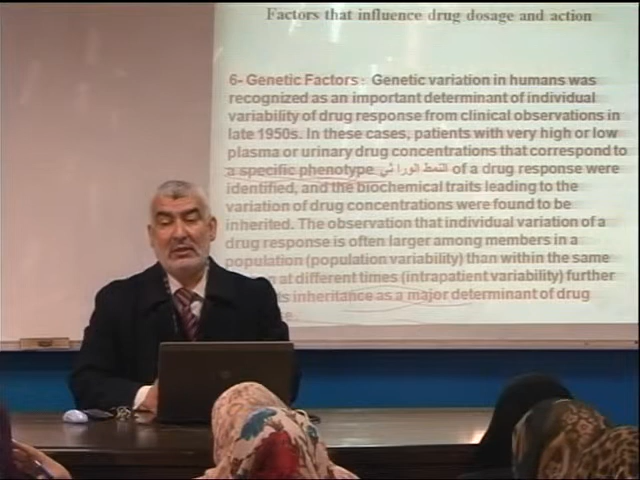 Factors that influence drug dosage and action
6- Genetic Factors: Genetic variation in humans was
recognized as an important determinant of individual
variability of drug response from clinical observations in
late 1950s. In these cases, patients with very high or low
plasma or urinary drug concentrations that correspond to
a specific phenotype النمط الوراثي of a drug response were
identified, and the biochemical traits leading to the
variation of drug concentrations were found to be
inherited. The observation that individual variation of a
drug response is often larger among members in a
population (population variability) than within the same
at different times (intrapatient variability) further
inheritance as a major determinant of drug